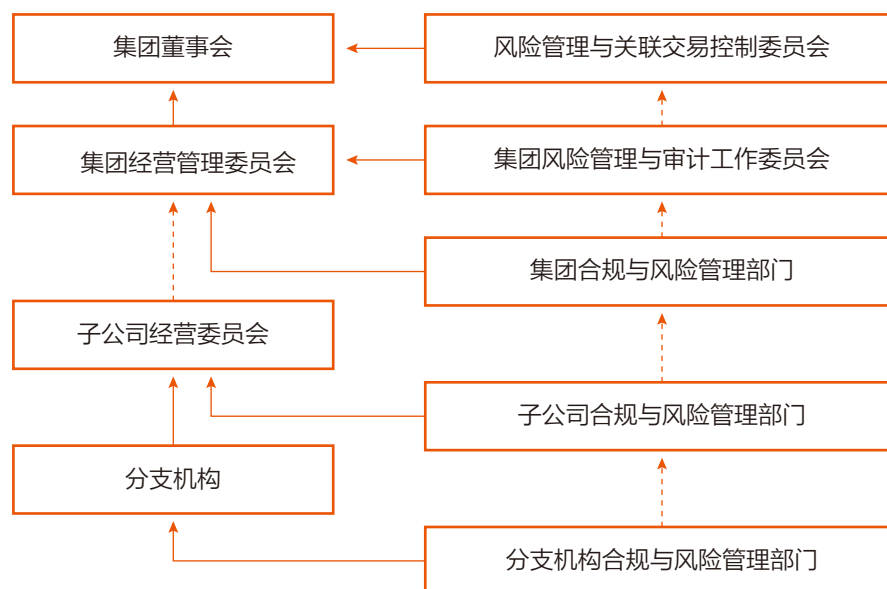 集团董事会
风险管理与关联交易控制委员会
集团经营管理委员会
集团风险管理与审计工作委员会
集团合规与风险管理部门
子公司经营委员会
子公司合规与风险管理部门
分支机构
分支机构合规与风险管理部门